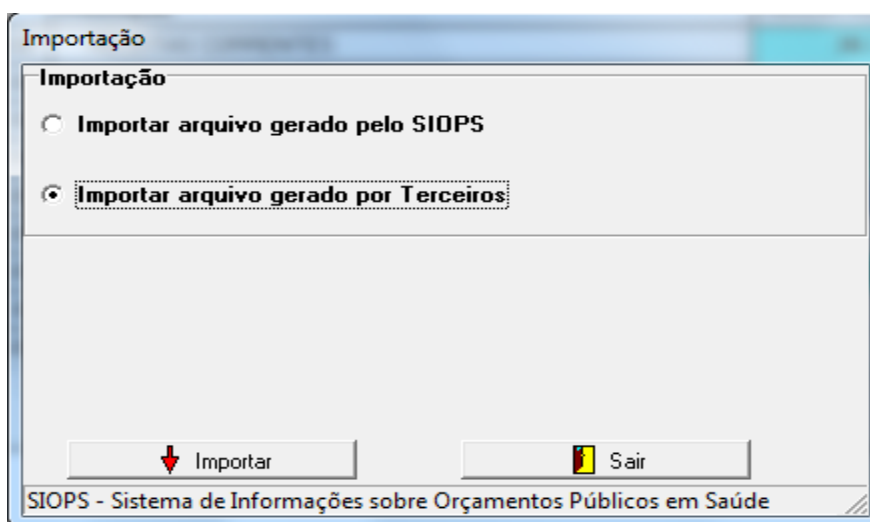 Importação
Importação
Importar arquivo gerado pelo SIOPS
Importar arquivo gerado por Terceiros
Importar
Sair
SIOPS - Sistema de Informações sobre Orçamentos Públicos em Saúde